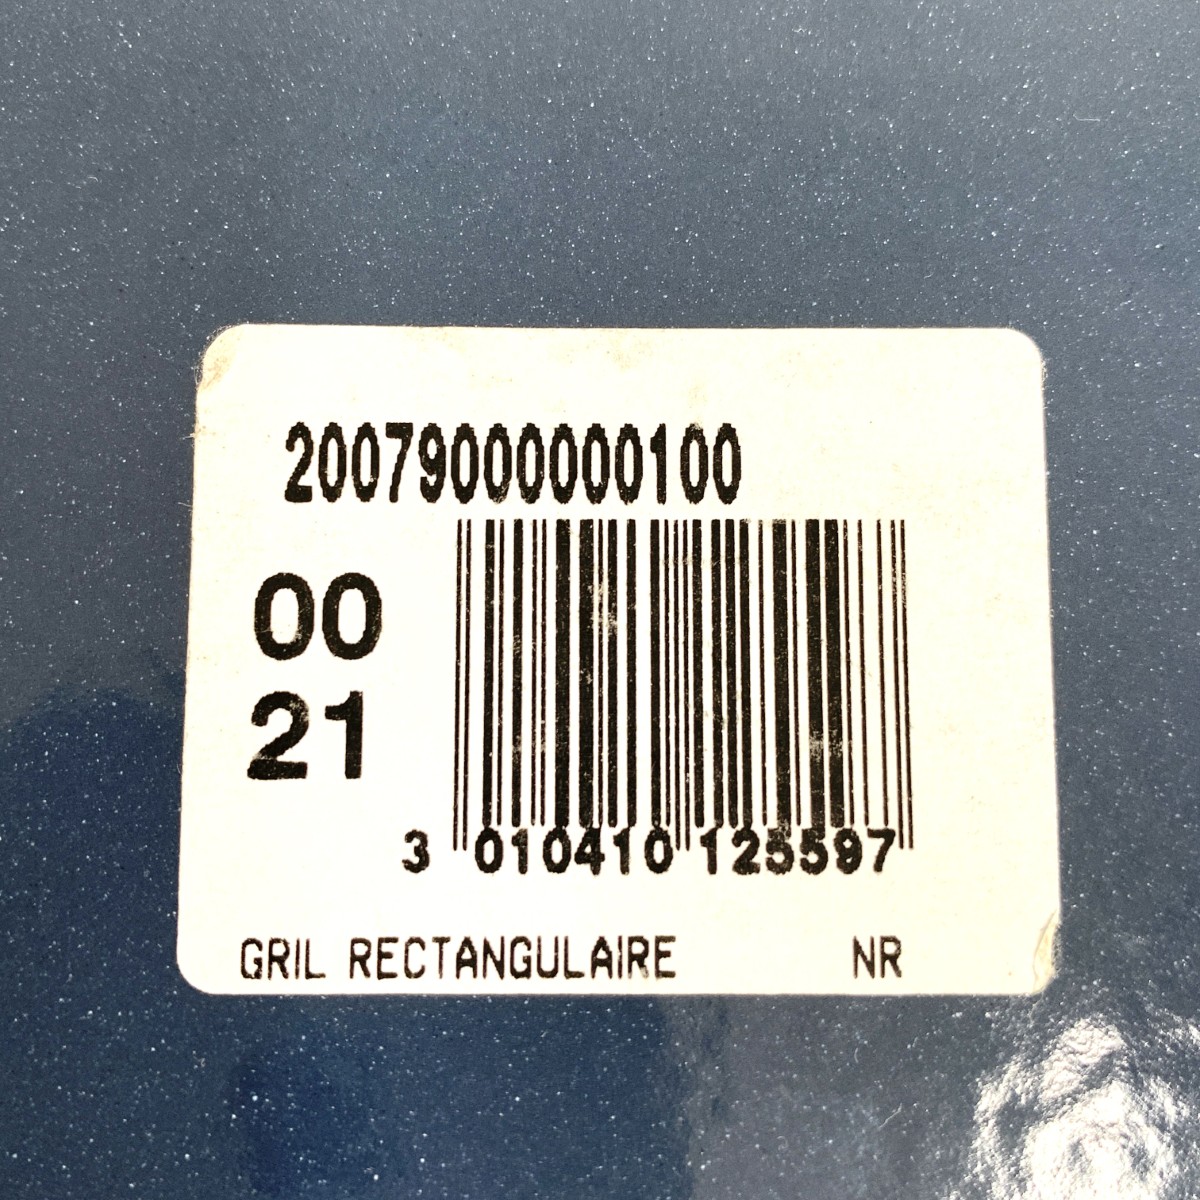 20079000000100
00
21
3 010410 125597
GRIL RECTANGULAIRE NR